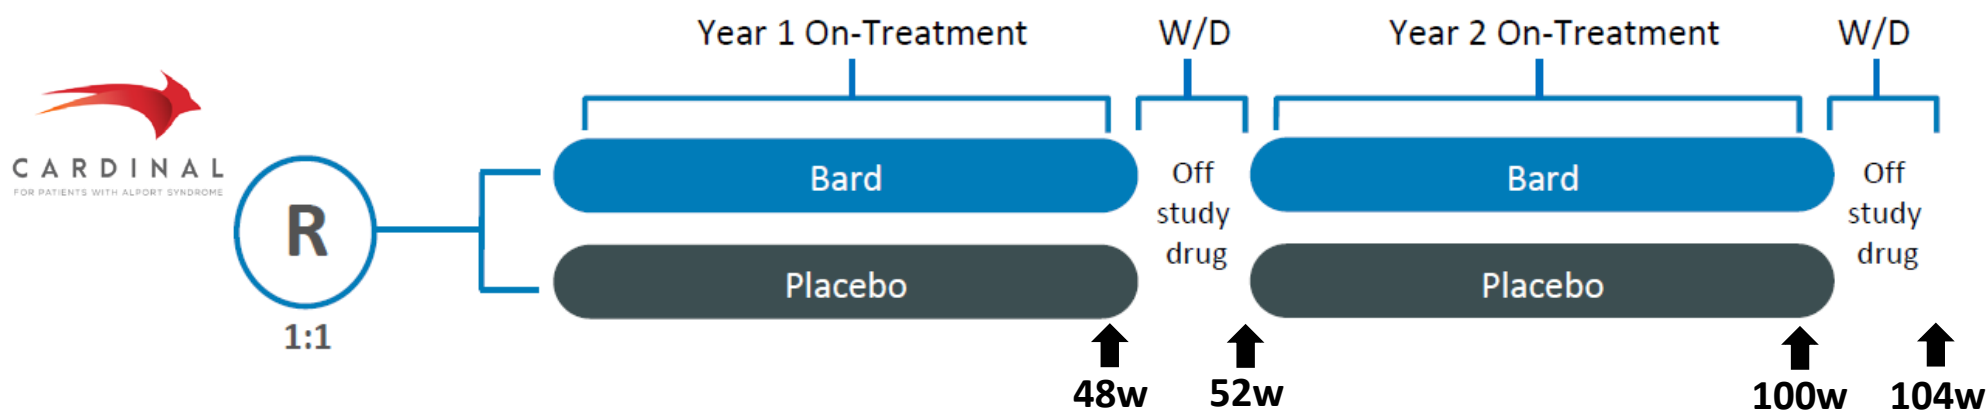 Year 1 On-Treatment
W/D
Year 2 On-Treatment
W/D
CARDINAL
FOR PATIENTS WITH ALPORT SYNDROME
R
1:1
Bard
Placebo
Off
study
drug
Bard
Placebo
Off
study
drug
48w
52w
100w
104w